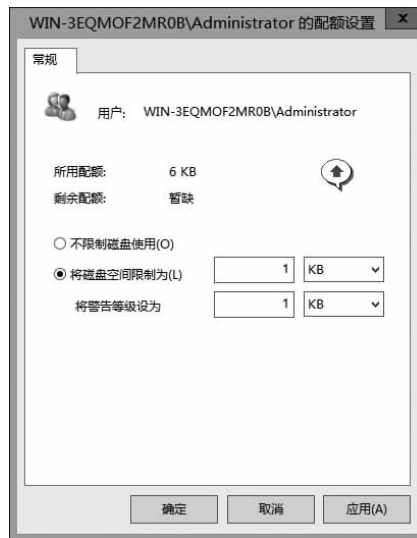 WIN-3EQMOF2MR0B\Administrator 的配额设置 x
常规
用户: WIN-3EQMOF2MR0B\Administrator
所用配额: 6 KB
剩余配额: 暂缺
不限制磁盘使用(O)
将磁盘空间限制为(L) 1 KB
将警告等级设为 1 KB
确定 取消 应用(A)